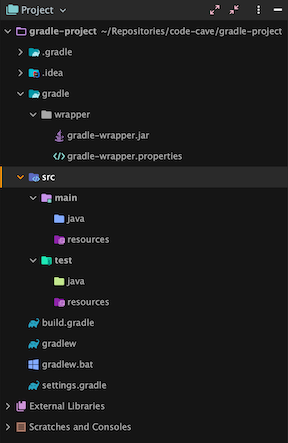 Project
gradle-project ~/Repositories/code-cave/gradle-project
.gradle
.idea
gradle
wrapper
gradle-wrapper.jar
gradle-wrapper.properties
src
main
java
resources
test
java
resources
build.gradle
gradlew
gradlew.bat
settings.gradle
External Libraries
Scratches and Consoles